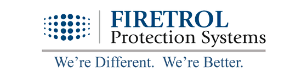 FIRETROL
Protection Systems
We're Different. We're Better.